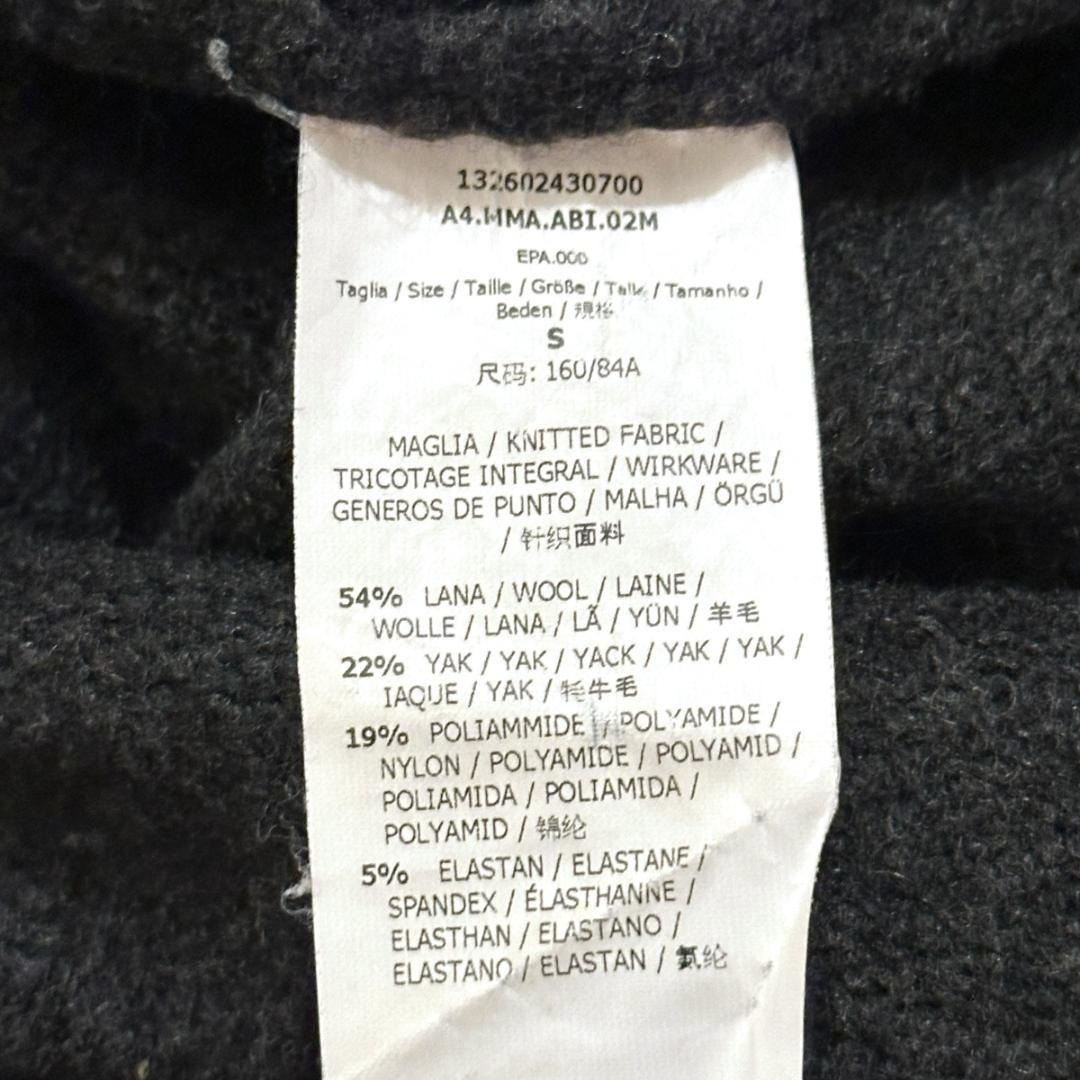 132602430700
A4.MMA.ABI.02M
EPA.000
Taglia / Size / Taille / Größe / Talla / Tamanho /
Beden / 規格
S
尺码: 160/84A
MAGLIA / KNITTED FABRIC /
TRICOTAGE INTEGRAL / WIRKWARE /
GENEROS DE PUNTO / MALHA / ÖRGÜ
/ 针织面料
54% LANA / WOOL / LAINE /
WOLLE / LANA / LÃ / YÜN / 羊毛
22% YAK / YAK / YACK / YAK / YAK /
IAQUE / YAK / 牦牛毛
19% POLIAMMIDE / POLYAMIDE /
NYLON / POLYAMIDE / POLYAMID /
POLIAMIDA / POLIAMIDA /
POLYAMID / 锦纶
5% ELASTAN / ELASTANE /
SPANDEX / ÉLASTHANNE /
ELASTHAN / ELASTANO /
ELASTANO / ELASTAN / 氨纶